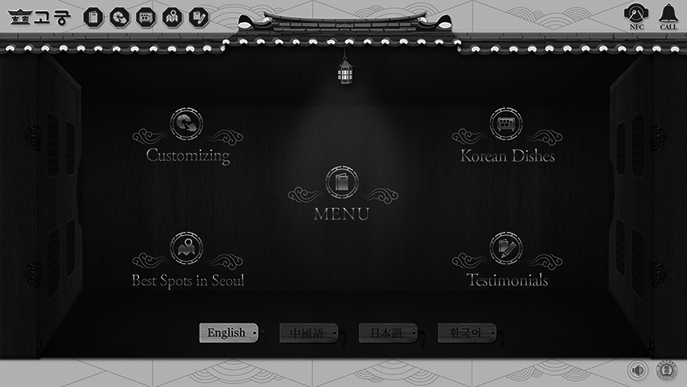 고궁
NFC
CALL
Customizing
Korean Dishes
MENU
Best Spots in Seoul
Testimonials
English
中國語
日本語
한국어